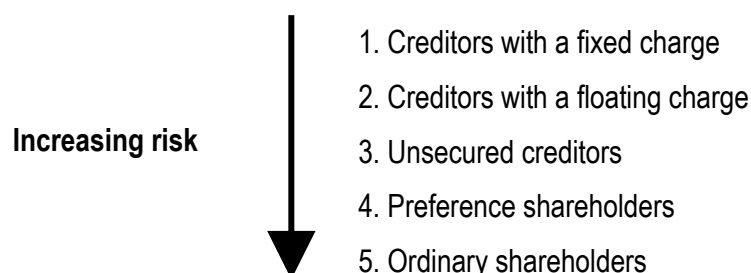 Increasing risk
1. Creditors with a fixed charge
2. Creditors with a floating charge
3. Unsecured creditors
4. Preference shareholders
5. Ordinary shareholders